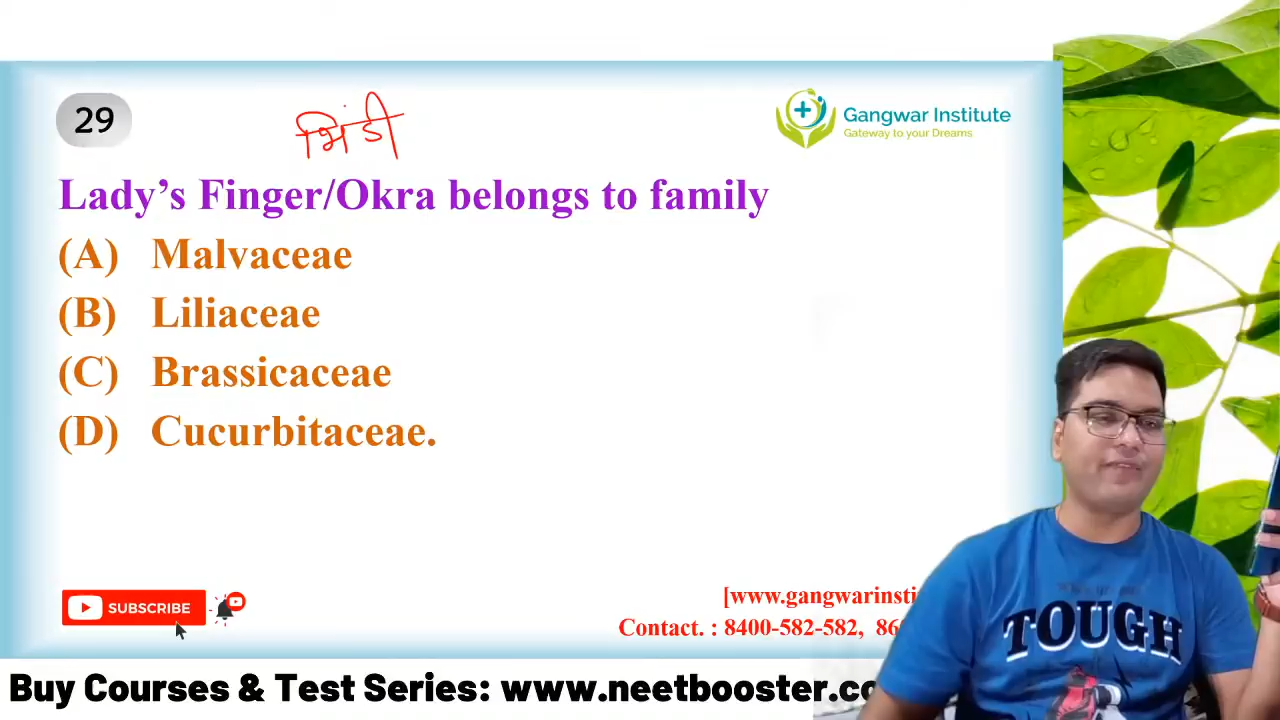 29
भिंडी
Gangwar Institute
Gateway to your Dreams
Lady's Finger/Okra belongs to family
(A) Malvaceae
(B) Liliaceae
(C) Brassicaceae
(D) Cucurbitaceae.
SUBSCRIBE
[www.gangwarinsti
Contact. : 8400-582-582, 86
TOUGH
Buy Courses & Test Series: www.neetbooster.co